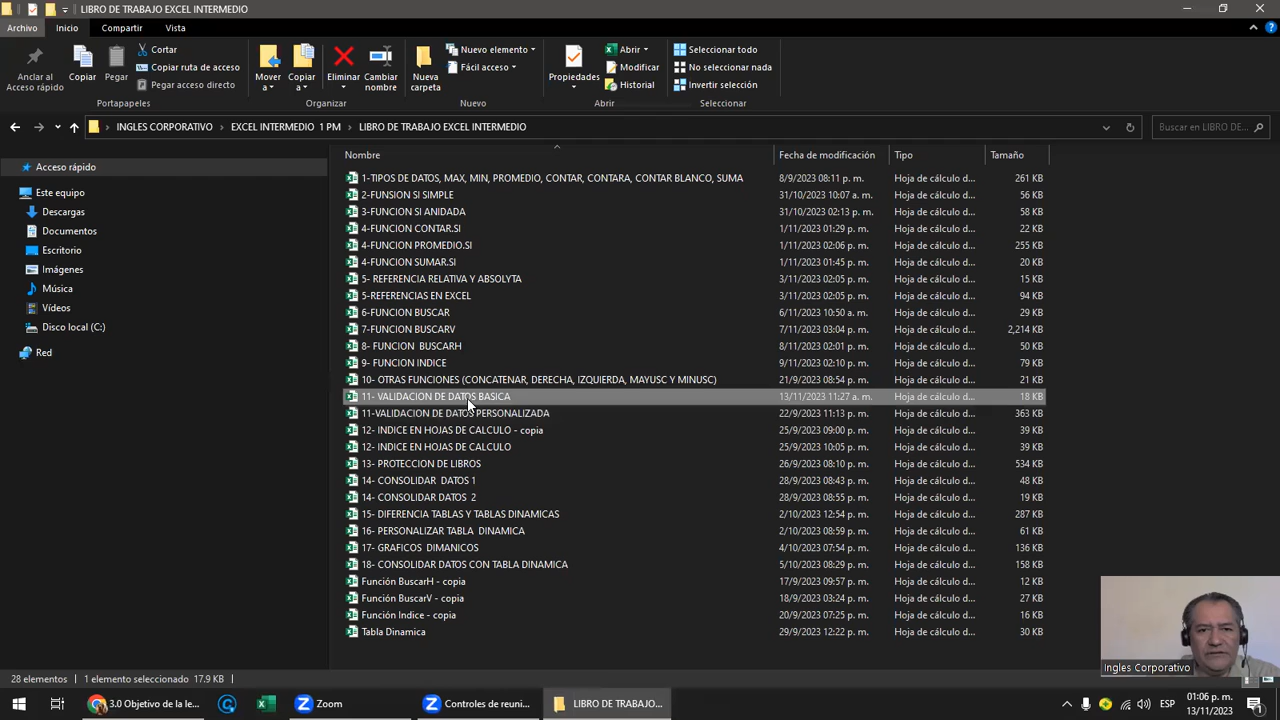 LIBRO DE TRABAJO EXCEL INTERMEDIO
Archivo Inicio Compartir Vista
Anclar al Acceso rápido
Copiar
Pegar
Cortar
Copiar ruta de acceso
Pegar acceso directo
Portapapeles
Mover a
Copiar a
Eliminar
Cambiar nombre
Organizar
Nueva carpeta
Nuevo elemento
Fácil acceso
Nuevo
Propiedades
Abrir
Modificar
Historial
Abrir
Seleccionar todo
No seleccionar nada
Invertir selección
Seleccionar
INGLES CORPORATIVO > EXCEL INTERMEDIO 1 PM > LIBRO DE TRABAJO EXCEL INTERMEDIO
Buscar en LIBRO DE...
Acceso rápido
Este equipo
Descargas
Documentos
Escritorio
Imágenes
Música
Vídeos
Disco local (C:)
Red
Nombre Fecha de modificación Tipo Tamaño
1-TIPOS DE DATOS, MAX, MIN, PROMEDIO, CONTAR, CONTARA, CONTAR BLANCO, SUMA 8/9/2023 08:11 p. m. Hoja de cálculo d... 261 KB
2-FUNSION SI SIMPLE 31/10/2023 10:07 a. m. Hoja de cálculo d... 56 KB
3-FUNCION SI ANIDADA 31/10/2023 02:13 p. m. Hoja de cálculo d... 58 KB
4-FUNCION CONTAR.SI 1/11/2023 01:29 p. m. Hoja de cálculo d... 22 KB
4-FUNCION PROMEDIO.SI 1/11/2023 02:06 p. m. Hoja de cálculo d... 255 KB
4-FUNCION SUMAR.SI 1/11/2023 01:45 p. m. Hoja de cálculo d... 20 KB
5- REFERENCIA RELATIVA Y ABSOLYTA 3/11/2023 02:05 p. m. Hoja de cálculo d... 15 KB
5-REFERENCIAS EN EXCEL 3/11/2023 02:05 p. m. Hoja de cálculo d... 94 KB
6-FUNCION BUSCAR 6/11/2023 10:50 a. m. Hoja de cálculo d... 29 KB
7-FUNCION BUSCARV 7/11/2023 03:04 p. m. Hoja de cálculo d... 2,214 KB
8- FUNCION BUSCARH 8/11/2023 02:01 p. m. Hoja de cálculo d... 50 KB
9- FUNCION INDICE 9/11/2023 02:10 p. m. Hoja de cálculo d... 79 KB
10- OTRAS FUNCIONES (CONCATENAR, DERECHA, IZQUIERDA, MAYUSC Y MINUSC) 21/9/2023 08:54 p. m. Hoja de cálculo d... 21 KB
11- VALIDACION DE DATOS BASICA 13/11/2023 11:27 a. m. Hoja de cálculo d... 18 KB
11-VALIDACION DE DATOS PERSONALIZADA 22/9/2023 11:13 p. m. Hoja de cálculo d... 363 KB
12- INDICE EN HOJAS DE CALCULO - copia 25/9/2023 09:00 p. m. Hoja de cálculo d... 39 KB
12- INDICE EN HOJAS DE CALCULO 25/9/2023 10:05 p. m. Hoja de cálculo d... 39 KB
13- PROTECCION DE LIBROS 26/9/2023 08:10 p. m. Hoja de cálculo d... 534 KB
14- CONSOLIDAR DATOS 1 28/9/2023 08:43 p. m. Hoja de cálculo d... 48 KB
14- CONSOLIDAR DATOS 2 28/9/2023 08:55 p. m. Hoja de cálculo d... 19 KB
15- DIFERENCIA TABLAS Y TABLAS DINAMICAS 2/10/2023 12:54 p. m. Hoja de cálculo d... 287 KB
16- PERSONALIZAR TABLA DINAMICA 2/10/2023 08:29 p. m. Hoja de cálculo d... 61 KB
17- GRAFICOS DIMANICOS 4/10/2023 07:54 p. m. Hoja de cálculo d... 136 KB
18- CONSOLIDAR DATOS CON TABLA DINAMICA 5/10/2023 08:29 p. m. Hoja de cálculo d... 158 KB
Función BuscarH - copia 17/9/2023 09:57 p. m. Hoja de cálculo d... 12 KB
Función BuscarV - copia 18/9/2023 03:24 p. m. Hoja de cálculo d... 27 KB
Función Indice - copia 20/9/2023 07:25 p. m. Hoja de cálculo d... 16 KB
Tabla Dinamica 29/9/2023 12:22 p. m. Hoja de cálculo d... 30 KB
Ingles Corporativo
28 elementos 1 elemento seleccionado 17.9 KB
3.0 Objetivo de la le... Zoom Controles de reuni... LIBRO DE TRABAJO... ESP 01:06 p. m.
13/11/2023